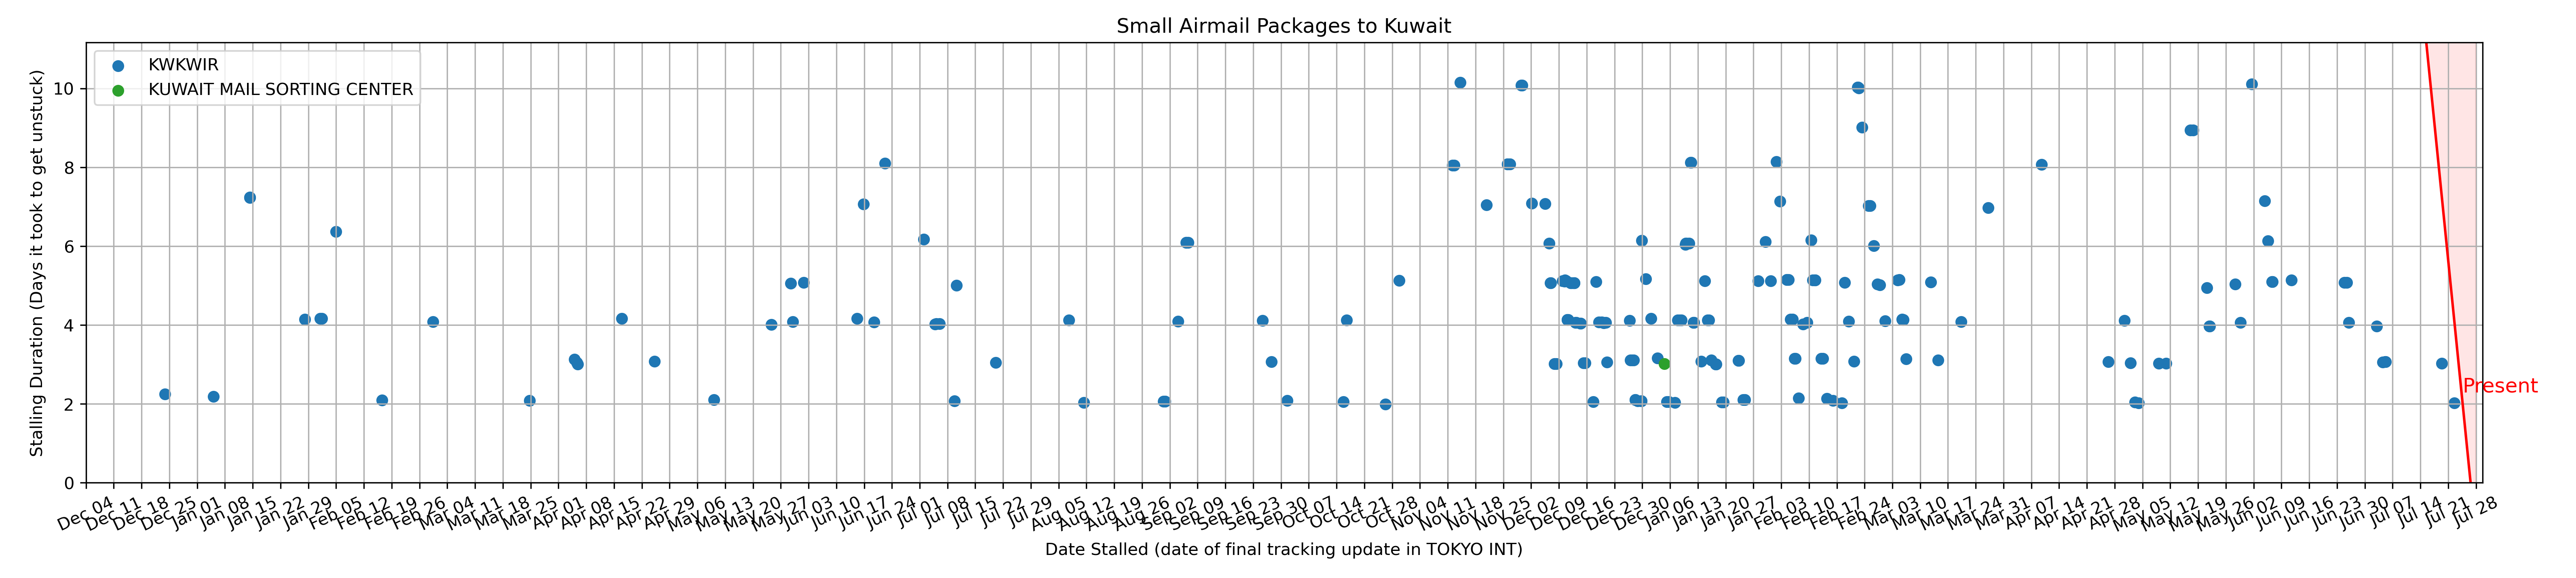 Small Airmail Packages to Kuwait
KWKWIR
KUWAIT MAIL SORTING CENTER
Stalling Duration (Days it took to get unstuck)
10
8
6
4
2
0
Present
Dec 04 Dec 11 Dec 18 Dec 25 Jan 01 Jan 08 Jan 15 Jan 22 Jan 29 Feb 05 Feb 12 Feb 19 Feb 26 Mar 04 Mar 11 Mar 18 Mar 25 Apr 01 Apr 08 Apr 15 Apr 22 Apr 29 May 06 May 13 May 20 May 27 Jun 03 Jun 10 Jun 17 Jun 24 Jul 01 Jul 08 Jul 15 Jul 22 Jul 29 Aug 05 Aug 12 Aug 19 Aug 26 Sep 02 Sep 09 Sep 16 Sep 23 Sep 30 Oct 07 Oct 14 Oct 21 Oct 28 Nov 04 Nov 11 Nov 18 Nov 25 Dec 02 Dec 09 Dec 16 Dec 23 Dec 30 Jan 06 Jan 13 Jan 20 Jan 27 Feb 03 Feb 10 Feb 17 Feb 24 Mar 03 Mar 10 Mar 17 Mar 24 Mar 31 Apr 07 Apr 14 Apr 21 Apr 28 May 05 May 12 May 19 May 26 Jun 02 Jun 09 Jun 16 Jun 23 Jun 30 Jul 07 Jul 14 Jul 21 Jul 28
Date Stalled (date of final tracking update in TOKYO INT)